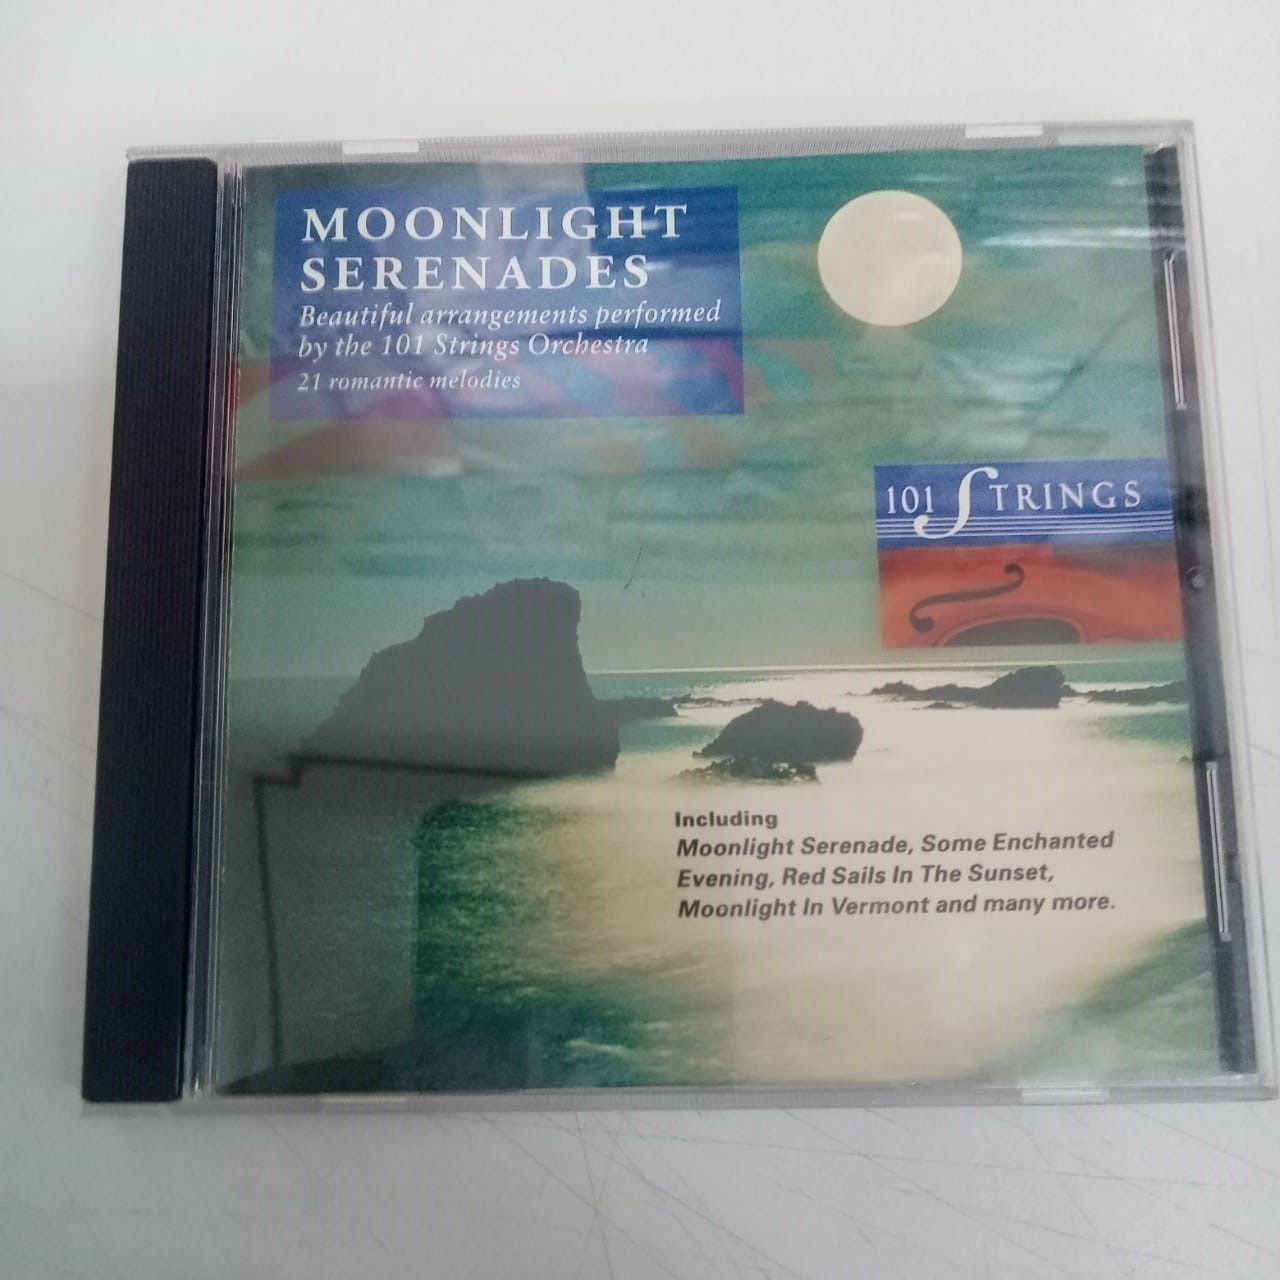 MOONLIGHT
SERENADES
Beautiful arrangements performed
by the 101 Strings Orchestra
21 romantic melodies
101 STRINGS
Including
Moonlight Serenade, Some Enchanted
Evening, Red Sails In The Sunset,
Moonlight In Vermont and many more.